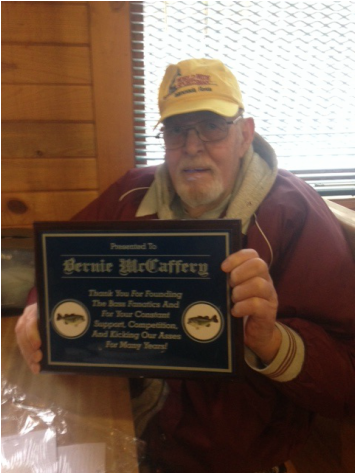 Presented To
Bernie McCaffery
Thank You For Founding
The Bass Fanatics And
For Your Constant
Support, Competition,
And Kicking Our Asses
For Many Years!